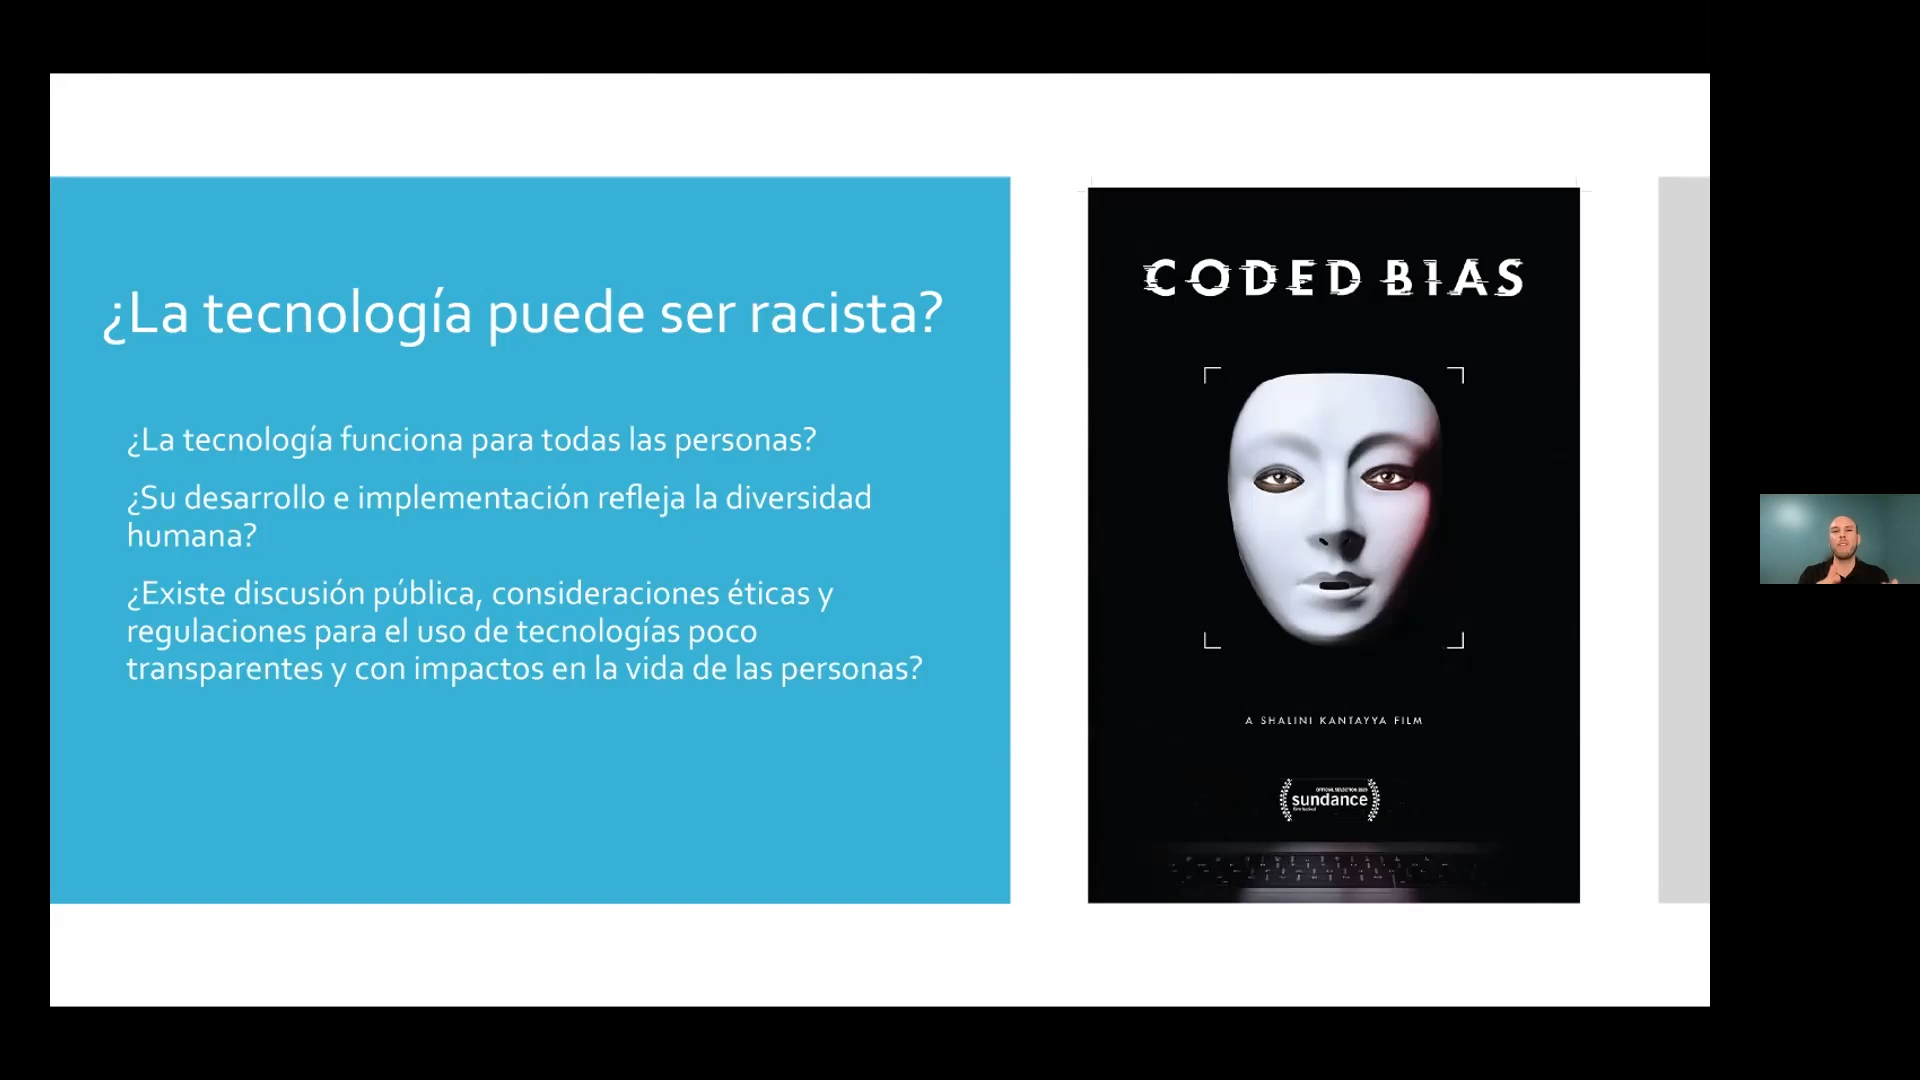 ¿La tecnología puede ser racista?
¿La tecnología funciona para todas las personas?
¿Su desarrollo e implementación refleja la diversidad
humana?
¿Existe discusión pública, consideraciones éticas y
regulaciones para el uso de tecnologías poco
transparentes y con impactos en la vida de las personas?
CODED BIAS
A SHALINI KANTAYYA FILM
OFFICIAL SELECTION 2020
sundance
film festival